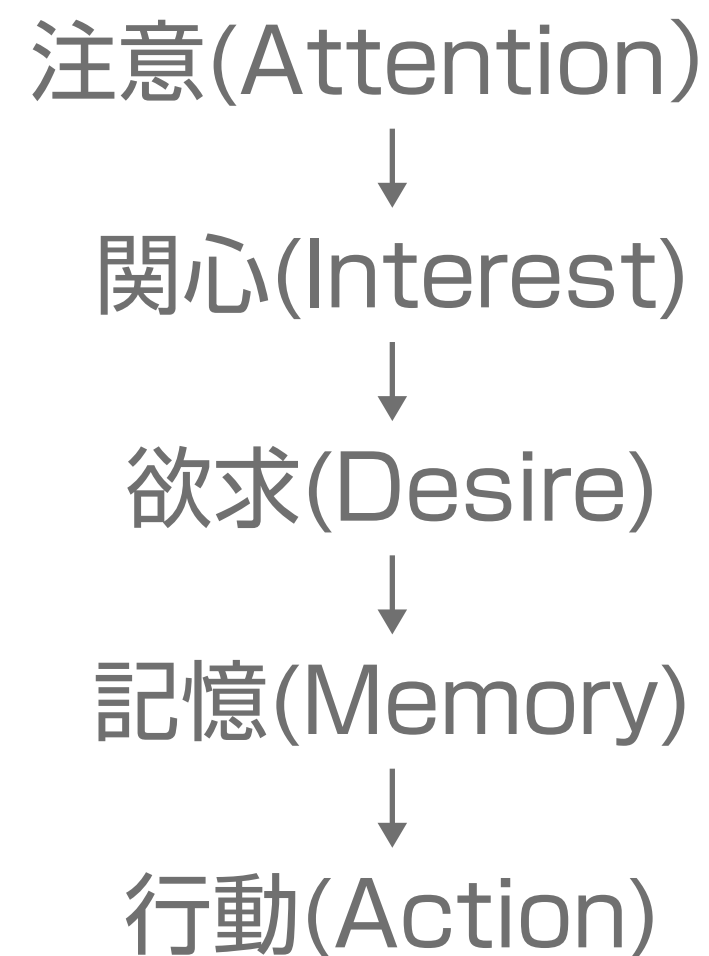 注意(Attention)
↓
関心(Interest)
↓
欲求(Desire)
↓
記憶(Memory)
↓
行動(Action)